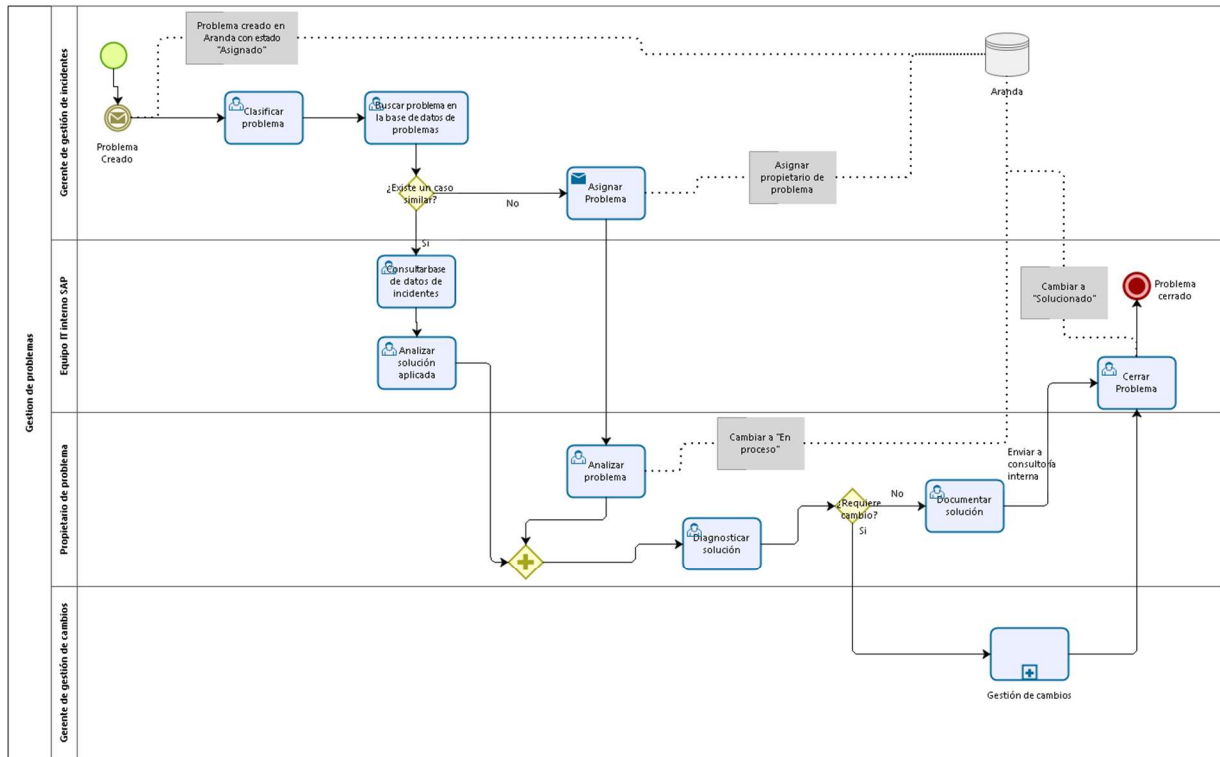 Gestion de problemas
Gerente de gestión de incidentes
Problema creado en
Aranda con estado
"Asignado"
Aranda
Problema
Creado
Clasificar
problema
Buscar problema en
la base de datos de
problemas
¿Existe un caso
similar?
No
Si
Asignar
Problema
Asignar
propietario de
problema
Equipo IT interno SAP
Consultar base
de datos de
incidentes
Analizar
solución
aplicada
Cambiar a
"Solucionado"
Problema
cerrado
Cerrar
Problema
Propietario de problema
Analizar
problema
Cambiar a "En
proceso"
Diagnosticar
solución
¿Requiere
cambio?
No
Si
Documentar
solución
Enviar a
consultoría
interna
Gerente de gestión de cambios
Gestión de cambios